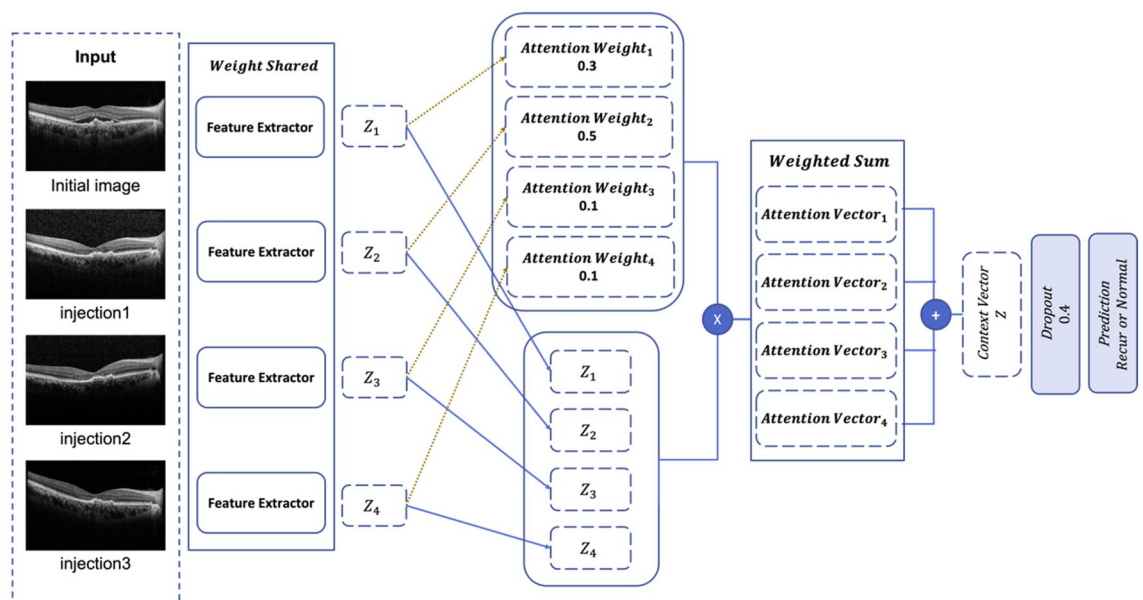 Input
Initial image
injection1
injection2
injection3
Weight Shared
Feature Extractor
Feature Extractor
Feature Extractor
Feature Extractor
Z₁
Z₂
Z₃
Z₄
Attention Weight₁
0.3
Attention Weight₂
0.5
Attention Weight₃
0.1
Attention Weight₄
0.1
Z₁
Z₂
Z₃
Z₄
X
Weighted Sum
Attention Vector₁
Attention Vector₂
Attention Vector₃
Attention Vector₄
+
Context Vector
Z
Dropout
0.4
Prediction
Recur or Normal